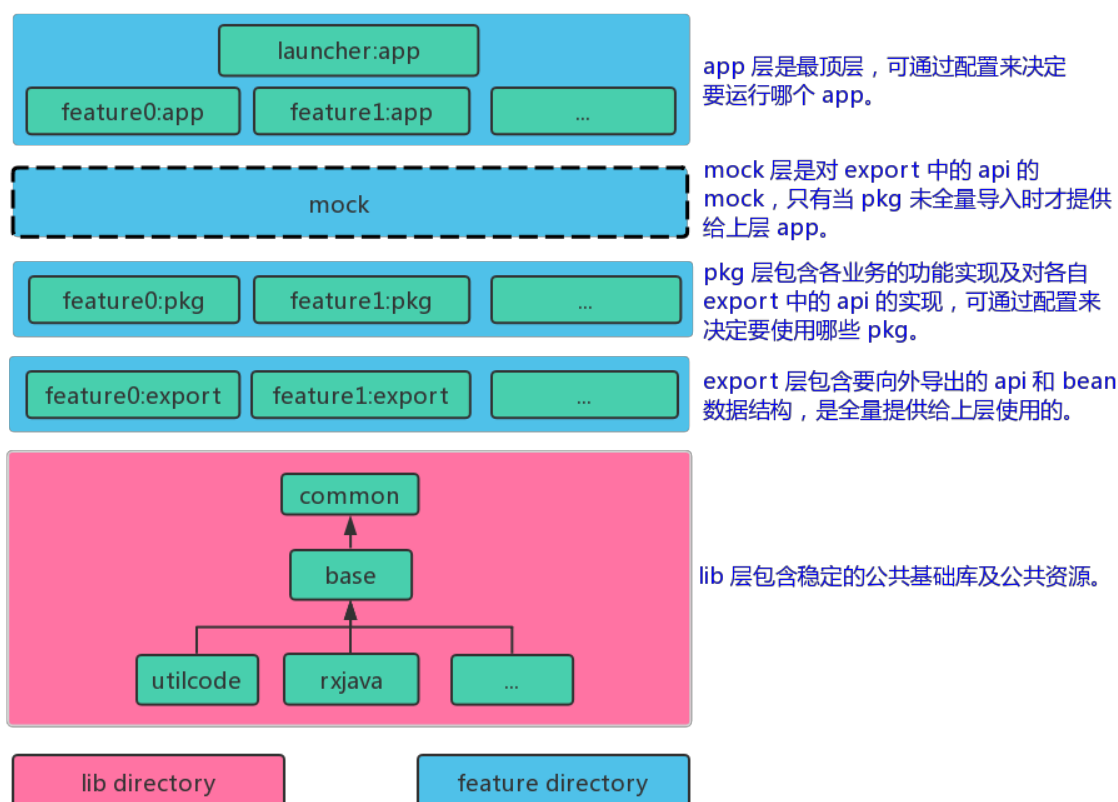 launcher:app
feature0:app
feature1:app
...
app 层是最顶层，可通过配置来决定
要运行哪个 app。
mock
mock 层是对 export 中的 api 的
mock，只有当 pkg 未全量导入时才提供
给上层 app。
feature0:pkg
feature1:pkg
...
pkg 层包含各业务的功能实现及对各自
export 中的 api 的实现，可通过配置来
决定要使用哪些 pkg。
feature0:export
feature1:export
...
export 层包含要向外导出的 api 和 bean
数据结构，是全量提供给上层使用的。
common
base
utilcode
rxjava
...
lib 层包含稳定的公共基础库及公共资源。
lib directory
feature directory